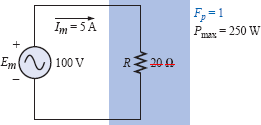 I_m = 5 A
F_p = 1
P_max = 250 W
+
E_m
100 V
R
20 Ω
−